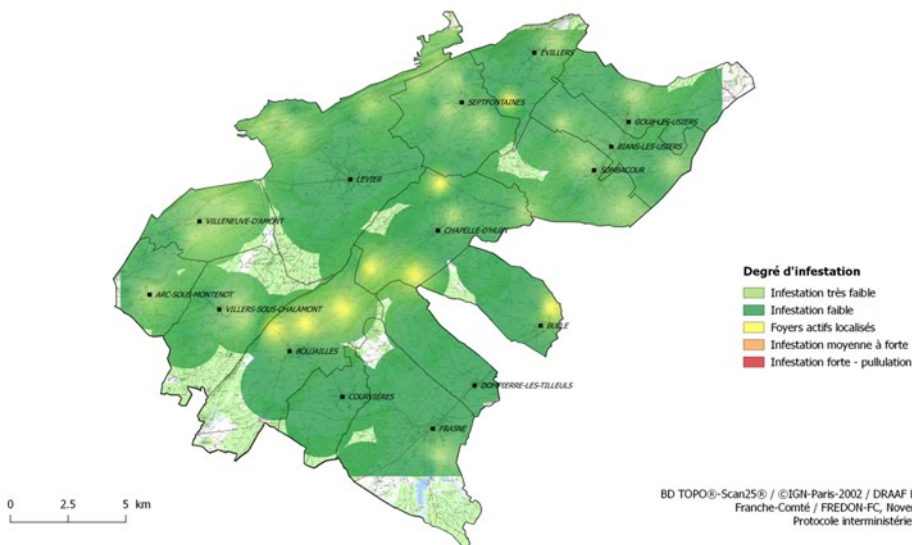 EVILLERS
SEPTFONTAINES
GOUX-LES-USIERS
BIANS-LES-USIERS
SOMBACOUR
LEVIER
VILLENEUVE-D'AMONT
CHAPELLE-D'HUIN
ARC-SOUS-MONTENOT
VILLERS-SOUS-CHALAMONT
BULLE
BOUJAILLES
DOMPIERRE-LES-TILLEULS
COURVIÈRES
FRASNE
Degré d'infestation
Infestation très faible
Infestation faible
Foyers actifs localisés
Infestation moyenne à forte
Infestation forte - pullulation
0 2.5 5 km
BD TOPO®-Scan25® / ©IGN-Paris-2002 / DRAAF
Franche-Comté / FREDON-FC,
Protocole